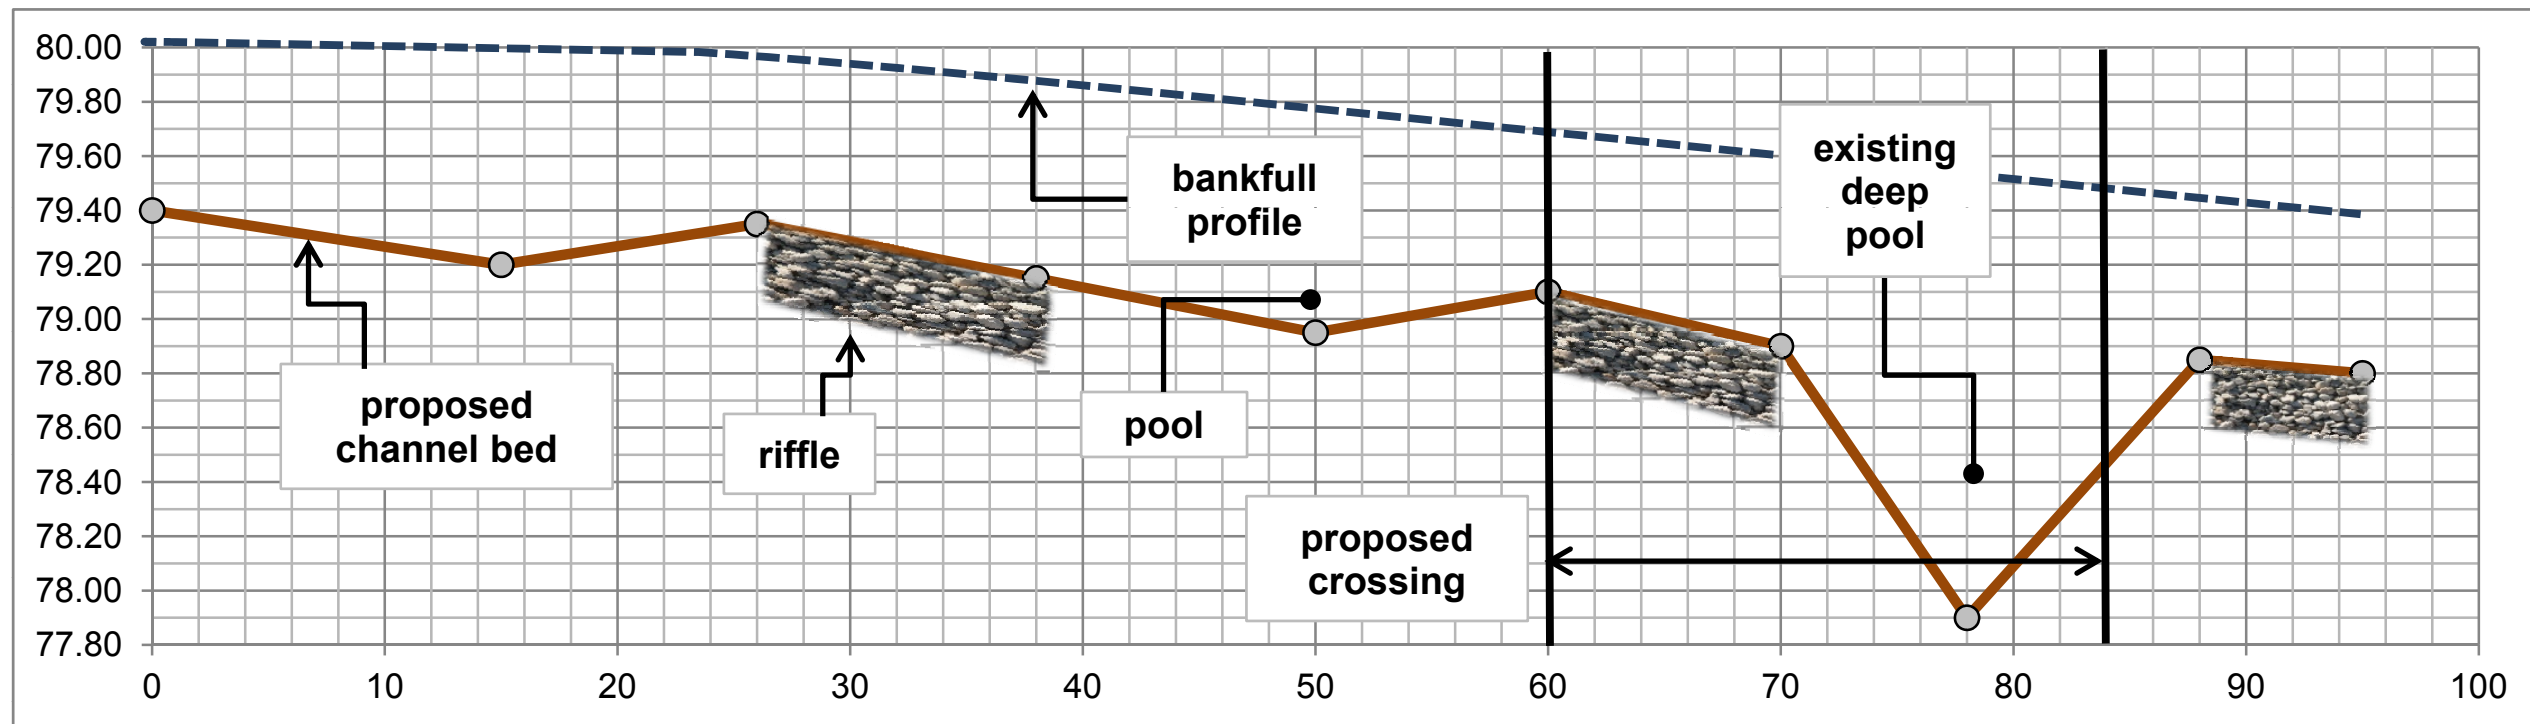 80.00
79.80
79.60
79.40
79.20
79.00
78.80
78.60
78.40
78.20
78.00
77.80
bankfull
profile
existing
deep
pool
proposed
channel bed
riffle
pool
proposed
crossing
0 10 20 30 40 50 60 70 80 90 100